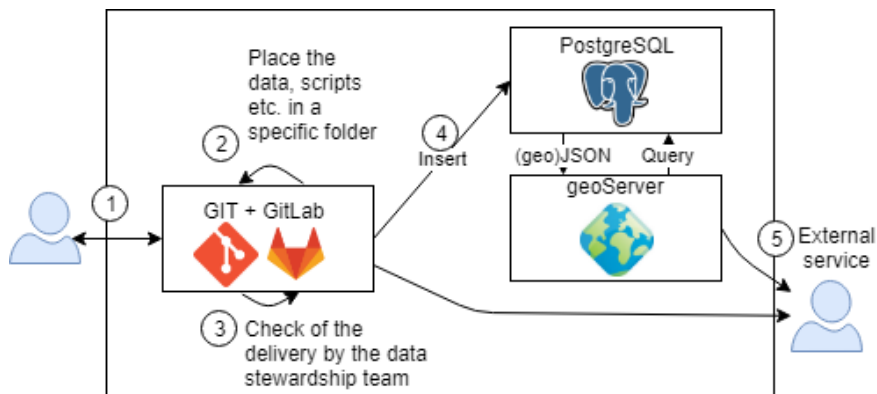 Place the
data, scripts
etc. in a
specific folder
2
1
GIT + GitLab
3
Check of the
delivery by the data
stewardship team
4
Insert
PostgreSQL
(geo)JSON
Query
geoServer
5
External
service